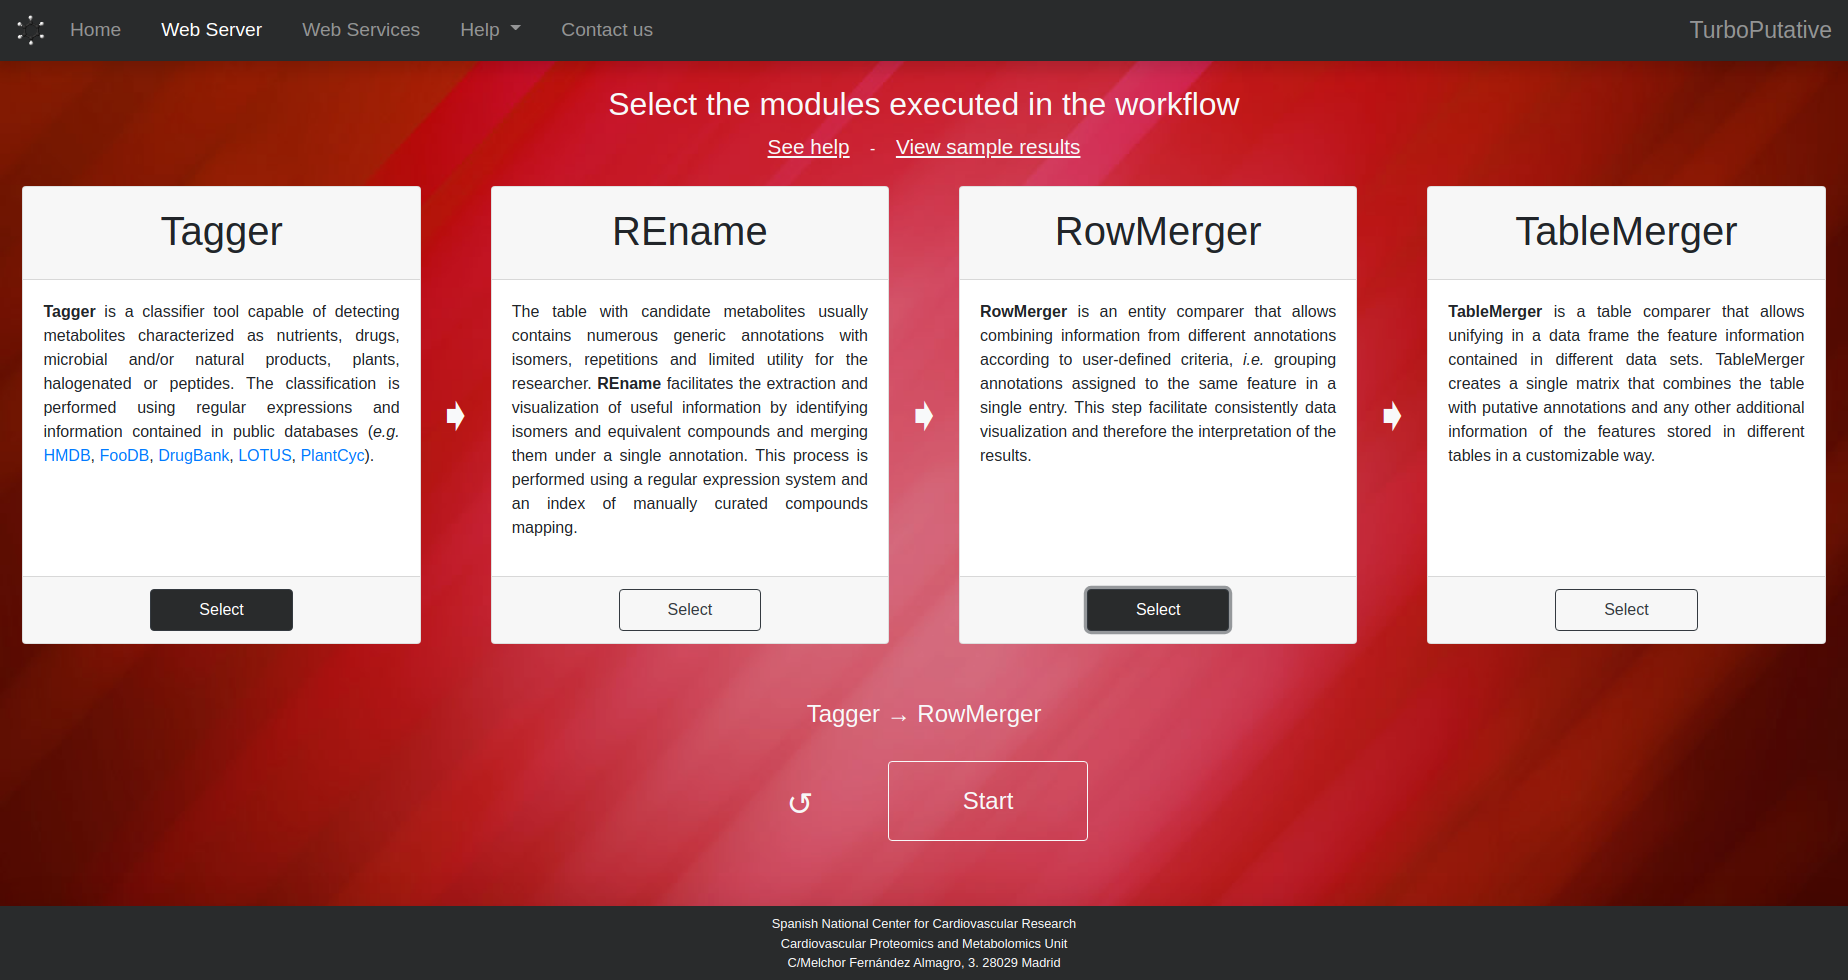 Home Web Server Web Services Help Contact us TurboPutative
Select the modules executed in the workflow
See help - View sample results
Tagger
Tagger is a classifier tool capable of detecting
metabolites characterized as nutrients, drugs,
microbial and/or natural products, plants,
halogenated or peptides. The classification is
performed using regular expressions and
information contained in public databases (e.g.
HMDB, FooDB, DrugBank, LOTUS, PlantCyc).
Select
REname
The table with candidate metabolites usually
contains numerous generic annotations with
isomers, repetitions and limited utility for the
researcher. REname facilitates the extraction and
visualization of useful information by identifying
isomers and equivalent compounds and merging
them under a single annotation. This process is
performed using a regular expression system and
an index of manually curated compounds
mapping.
Select
RowMerger
RowMerger is an entity comparer that allows
combining information from different annotations
according to user-defined criteria, i.e. grouping
annotations assigned to the same feature in a
single entry. This step facilitate consistently data
visualization and therefore the interpretation of the
results.
Select
TableMerger
TableMerger is a table comparer that allows
unifying in a data frame the feature information
contained in different data sets. TableMerger
creates a single matrix that combines the table
with putative annotations and any other additional
information of the features stored in different
tables in a customizable way.
Select
Tagger → RowMerger
↺ Start
Spanish National Center for Cardiovascular Research
Cardiovascular Proteomics and Metabolomics Unit
C/Melchor Fernández Almagro, 3. 28029 Madrid